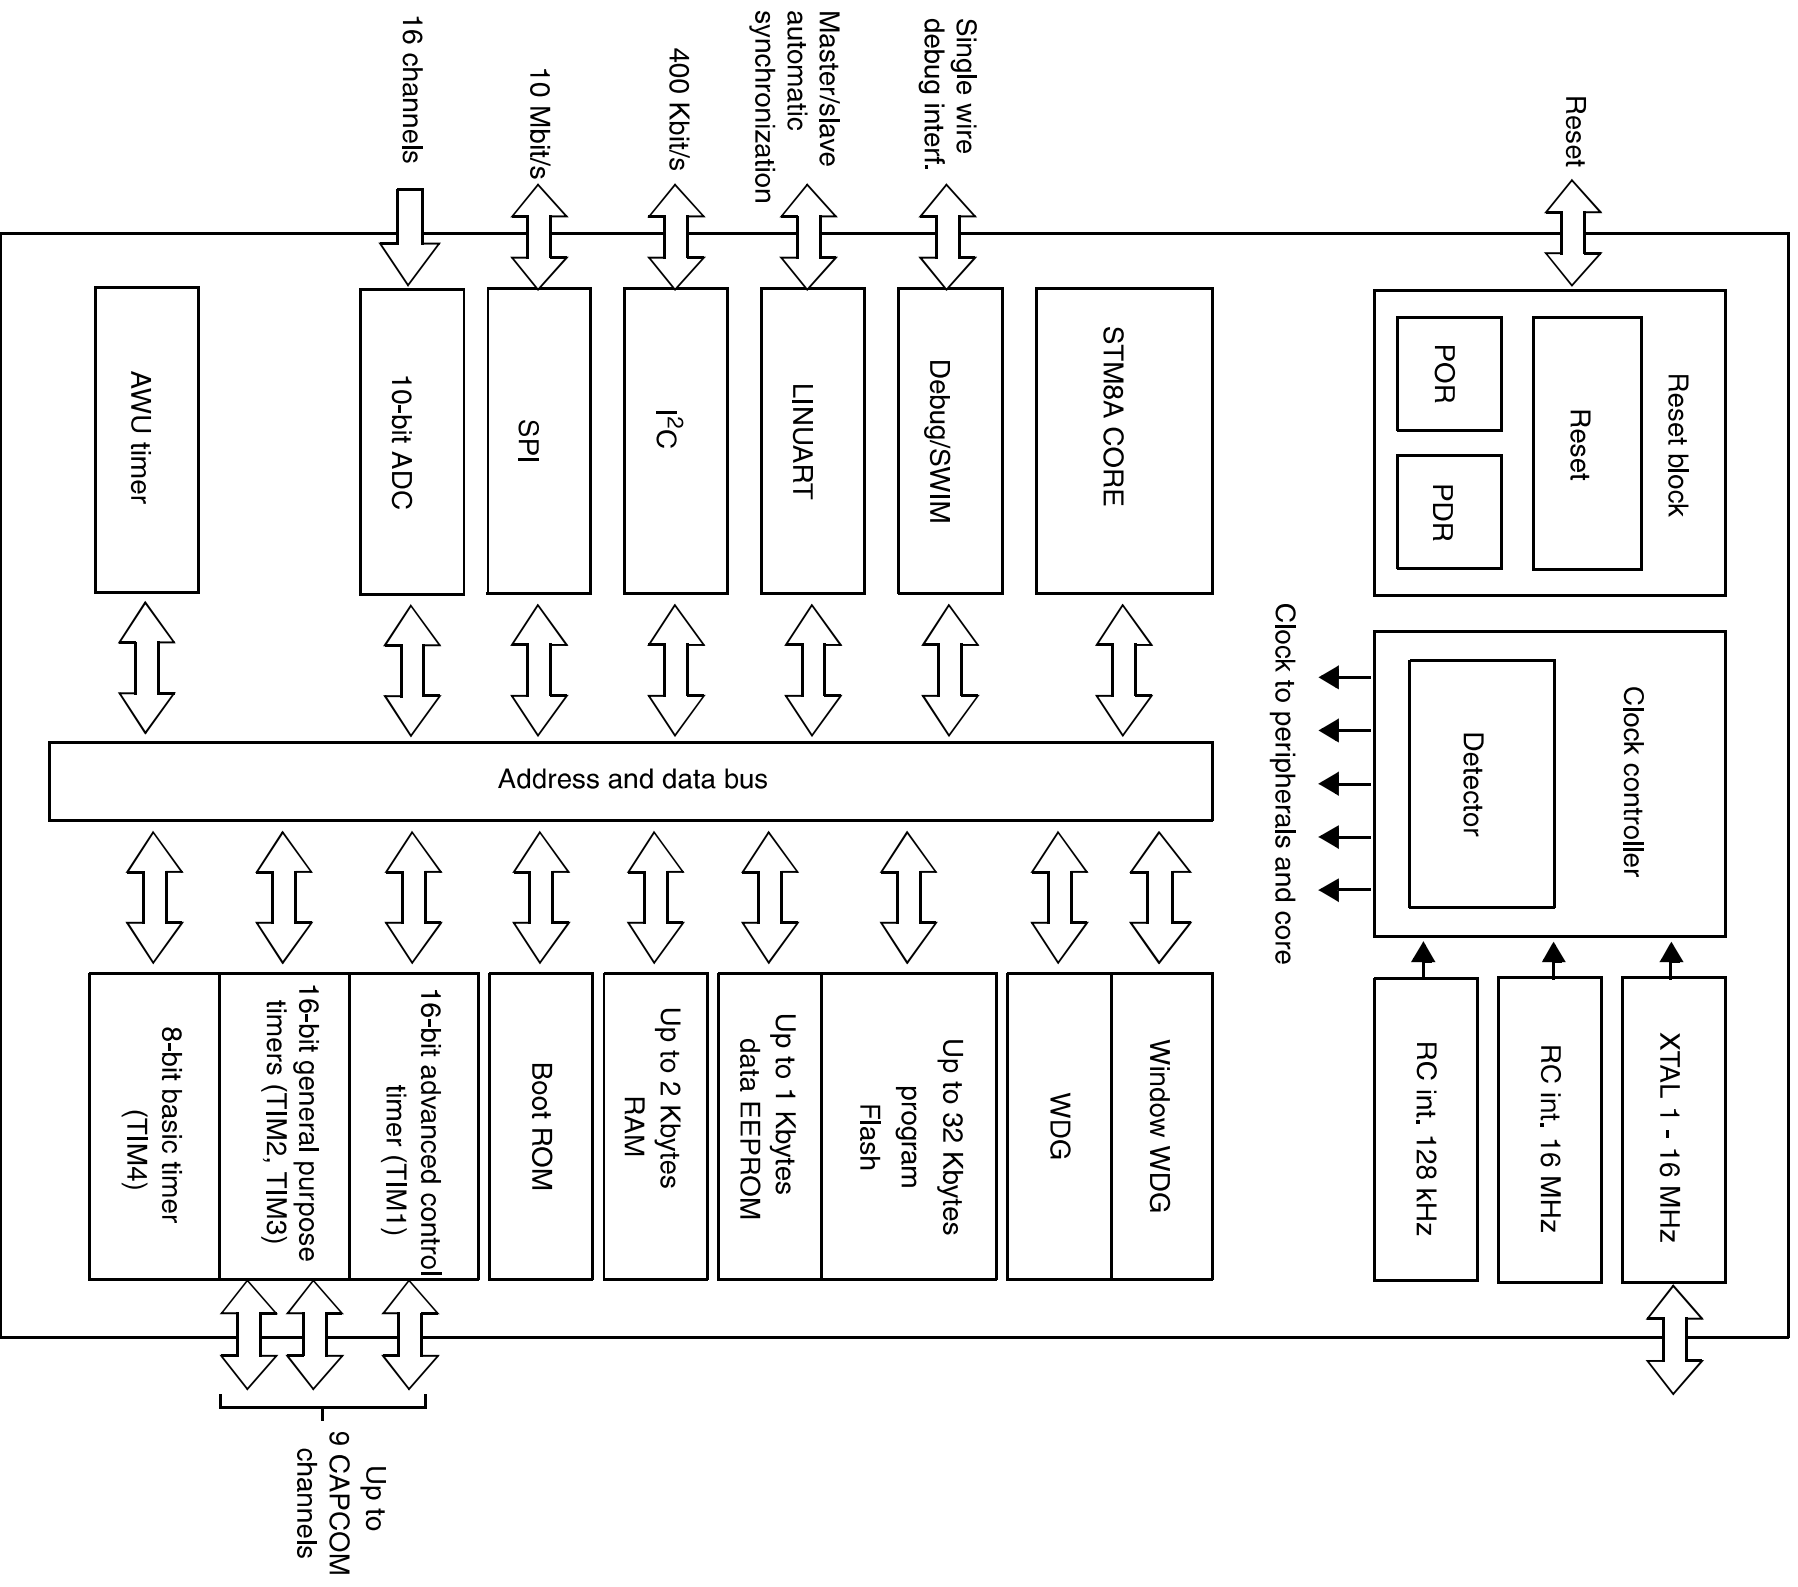 Reset block
Reset
POR
PDR
Reset
Clock controller
Detector
Clock to peripherals and core
XTAL 1 - 16 MHz
RC int. 16 MHz
RC int. 128 kHz
STM8A CORE
Single wire
debug interf.
Debug/SWIM
Master/slave
automatic
synchronization
LINUART
400 Kbit/s
I²C
10 Mbit/s
SPI
16 channels
10-bit ADC
AWU timer
Address and data bus
Window WDG
WDG
Up to 32 Kbytes
program
Flash
Up to 1 Kbytes
data EEPROM
Up to 2 Kbytes
RAM
Boot ROM
16-bit advanced control
timer (TIM1)
16-bit general purpose
timers (TIM2, TIM3)
8-bit basic timer
(TIM4)
Up to
9 CAPCOM
channels